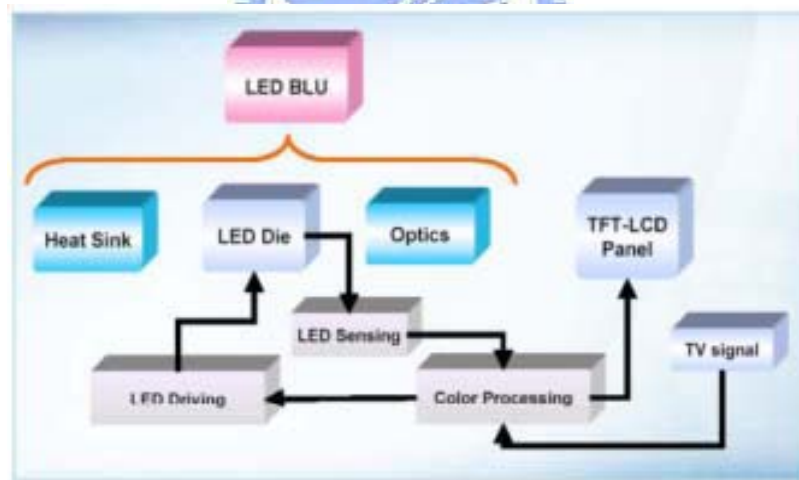 LED BLU
Heat Sink
LED Die
Optics
TFT-LCD
Panel
LED Sensing
TV signal
LED Driving
Color Processing